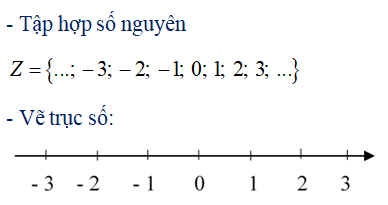 - Tập hợp số nguyên
Z = {...; −3; −2; −1; 0; 1; 2; 3; ...}
- Vẽ trục số:
- 3 - 2 - 1 0 1 2 3